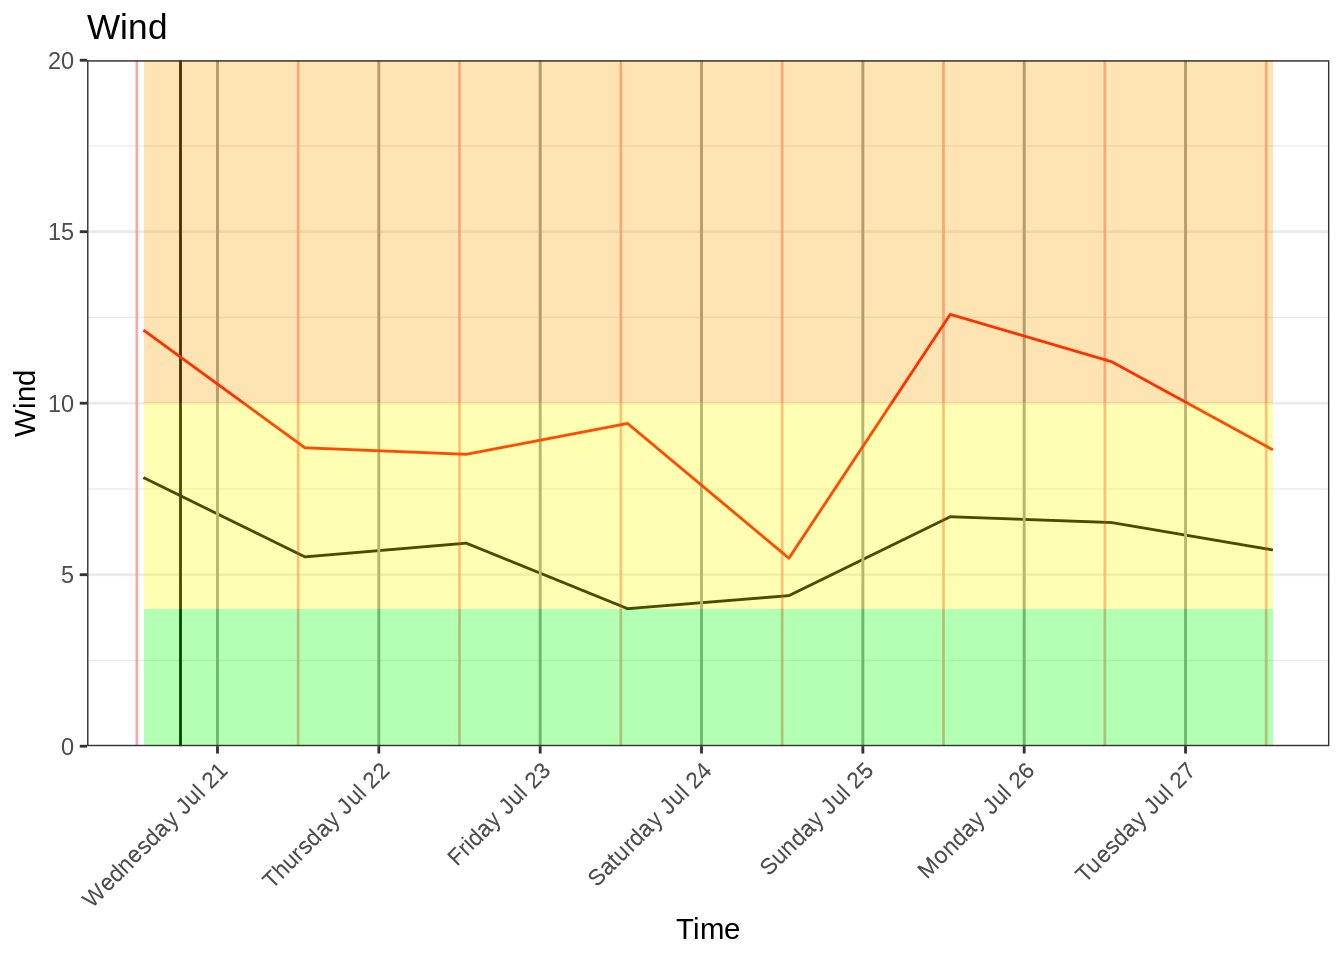 Wind
20
15
10
5
0
Wind
Wednesday Jul 21
Thursday Jul 22
Friday Jul 23
Saturday Jul 24
Sunday Jul 25
Monday Jul 26
Tuesday Jul 27
Time